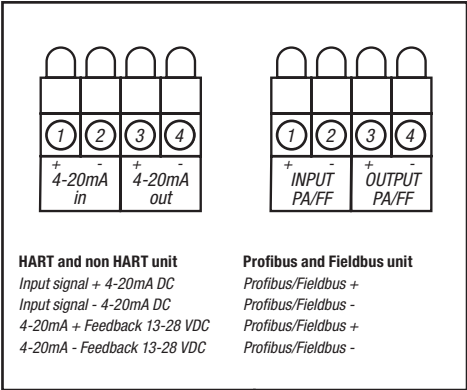 1 2 3 4
+ - + -
4-20mA 4-20mA
in out
1 2 3 4
+ - + -
INPUT OUTPUT
PA/FF PA/FF
HART and non HART unit
Input signal + 4-20mA DC
Input signal - 4-20mA DC
4-20mA + Feedback 13-28 VDC
4-20mA - Feedback 13-28 VDC
Profibus and Fieldbus unit
Profibus/Fieldbus +
Profibus/Fieldbus -
Profibus/Fieldbus +
Profibus/Fieldbus -